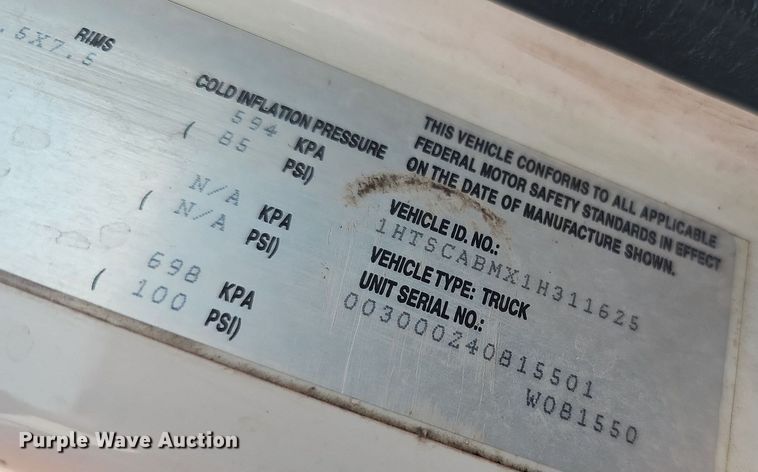 RIMS
.5X7.5
COLD INFLATION PRESSURE
594 KPA
( 85 PSI)
N/A KPA
( N/A PSI)
698 KPA
( 100 PSI)
THIS VEHICLE CONFORMS TO ALL APPLICABLE
FEDERAL MOTOR SAFETY STANDARDS IN EFFECT
ON THE DATE OF MANUFACTURE SHOWN.
VEHICLE ID. NO.:
1HTSCABMX1H311625
VEHICLE TYPE: TRUCK
UNIT SERIAL NO.:
003000Z40815501
W081550
Purple Wave Auction